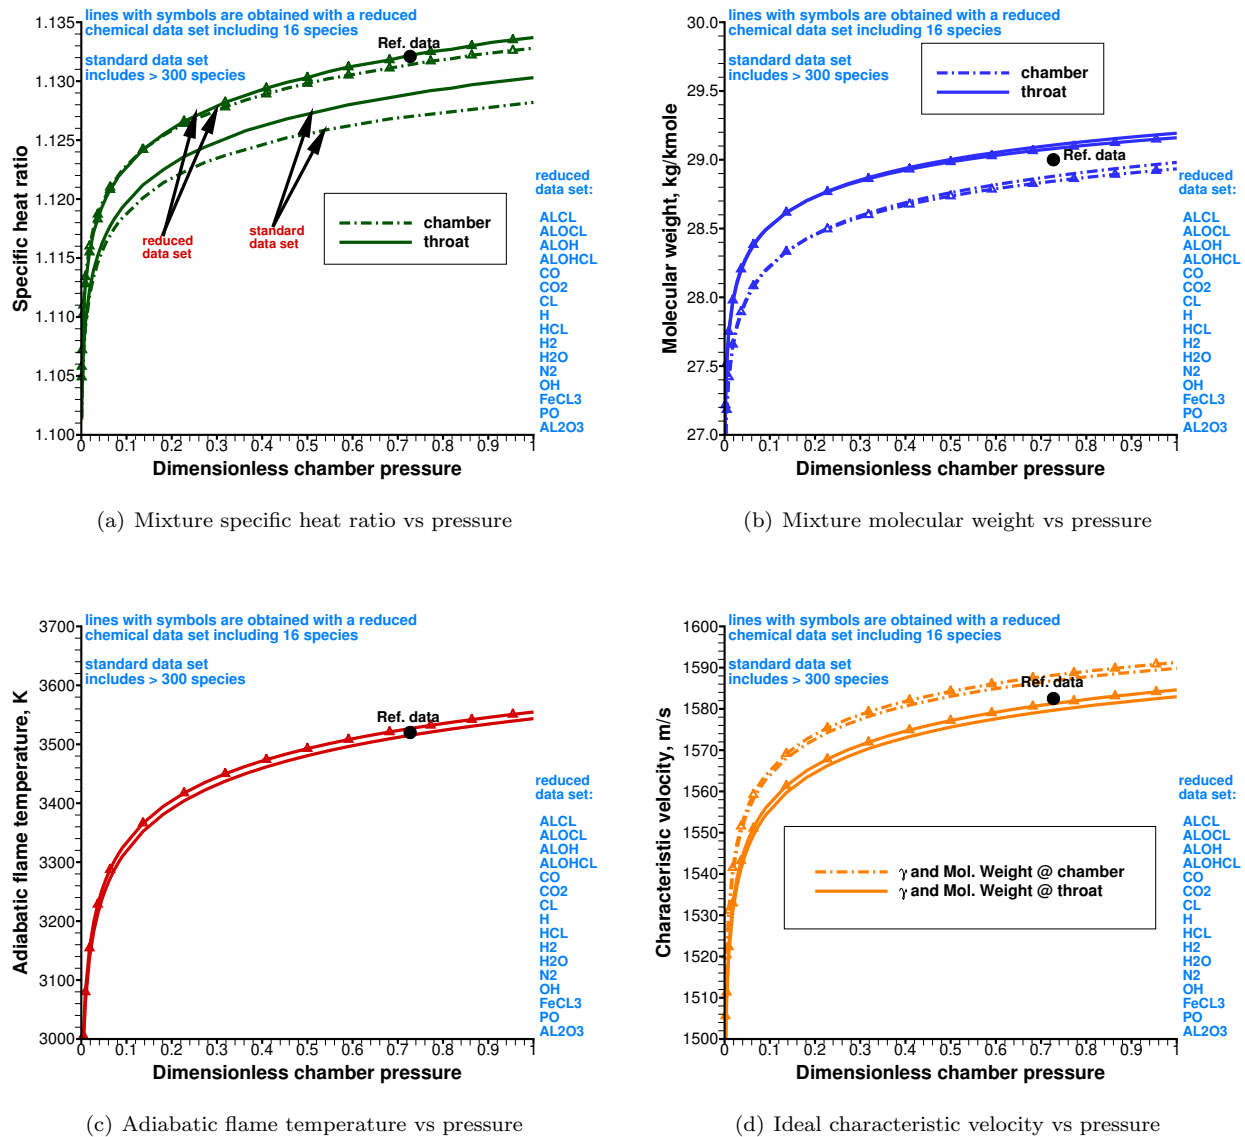 lines with symbols are obtained with a reduced
chemical data set including 16 species
standard data set
includes > 300 species
Ref. data
1.135
1.130
1.125
1.120
1.115
1.110
1.105
1.100
Specific heat ratio
reduced
data set
standard
data set
chamber
throat
0 0.1 0.2 0.3 0.4 0.5 0.6 0.7 0.8 0.9 1
Dimensionless chamber pressure
reduced
data set:
ALCL
ALOCL
ALOH
ALOHCL
CO
CO2
CL
H
HCL
H2
H2O
N2
OH
FeCL3
PO
AL2O3
(a) Mixture specific heat ratio vs pressure
lines with symbols are obtained with a reduced
chemical data set including 16 species
standard data set
includes > 300 species
chamber
throat
Ref. data
30.0
29.5
29.0
28.5
28.0
27.5
27.0
Molecular weight, kg/kmole
0 0.1 0.2 0.3 0.4 0.5 0.6 0.7 0.8 0.9 1
Dimensionless chamber pressure
reduced
data set:
ALCL
ALOCL
ALOH
ALOHCL
CO
CO2
CL
H
HCL
H2
H2O
N2
OH
FeCL3
PO
AL2O3
(b) Mixture molecular weight vs pressure
lines with symbols are obtained with a reduced
chemical data set including 16 species
standard data set
includes > 300 species
Ref. data
3700
3600
3500
3400
3300
3200
3100
3000
Adiabatic flame temperature, K
0 0.1 0.2 0.3 0.4 0.5 0.6 0.7 0.8 0.9 1
Dimensionless chamber pressure
reduced
data set:
ALCL
ALOCL
ALOH
ALOHCL
CO
CO2
CL
H
HCL
H2
H2O
N2
OH
FeCL3
PO
AL2O3
(c) Adiabatic flame temperature vs pressure
lines with symbols are obtained with a reduced
chemical data set including 16 species
standard data set
includes > 300 species
Ref. data
1600
1590
1580
1570
1560
1550
1540
1530
1520
1510
1500
Characteristic velocity, m/s
γ and Mol. Weight @ chamber
γ and Mol. Weight @ throat
0 0.1 0.2 0.3 0.4 0.5 0.6 0.7 0.8 0.9 1
Dimensionless chamber pressure
reduced
data set:
ALCL
ALOCL
ALOH
ALOHCL
CO
CO2
CL
H
HCL
H2
H2O
N2
OH
FeCL3
PO
AL2O3
(d) Ideal characteristic velocity vs pressure